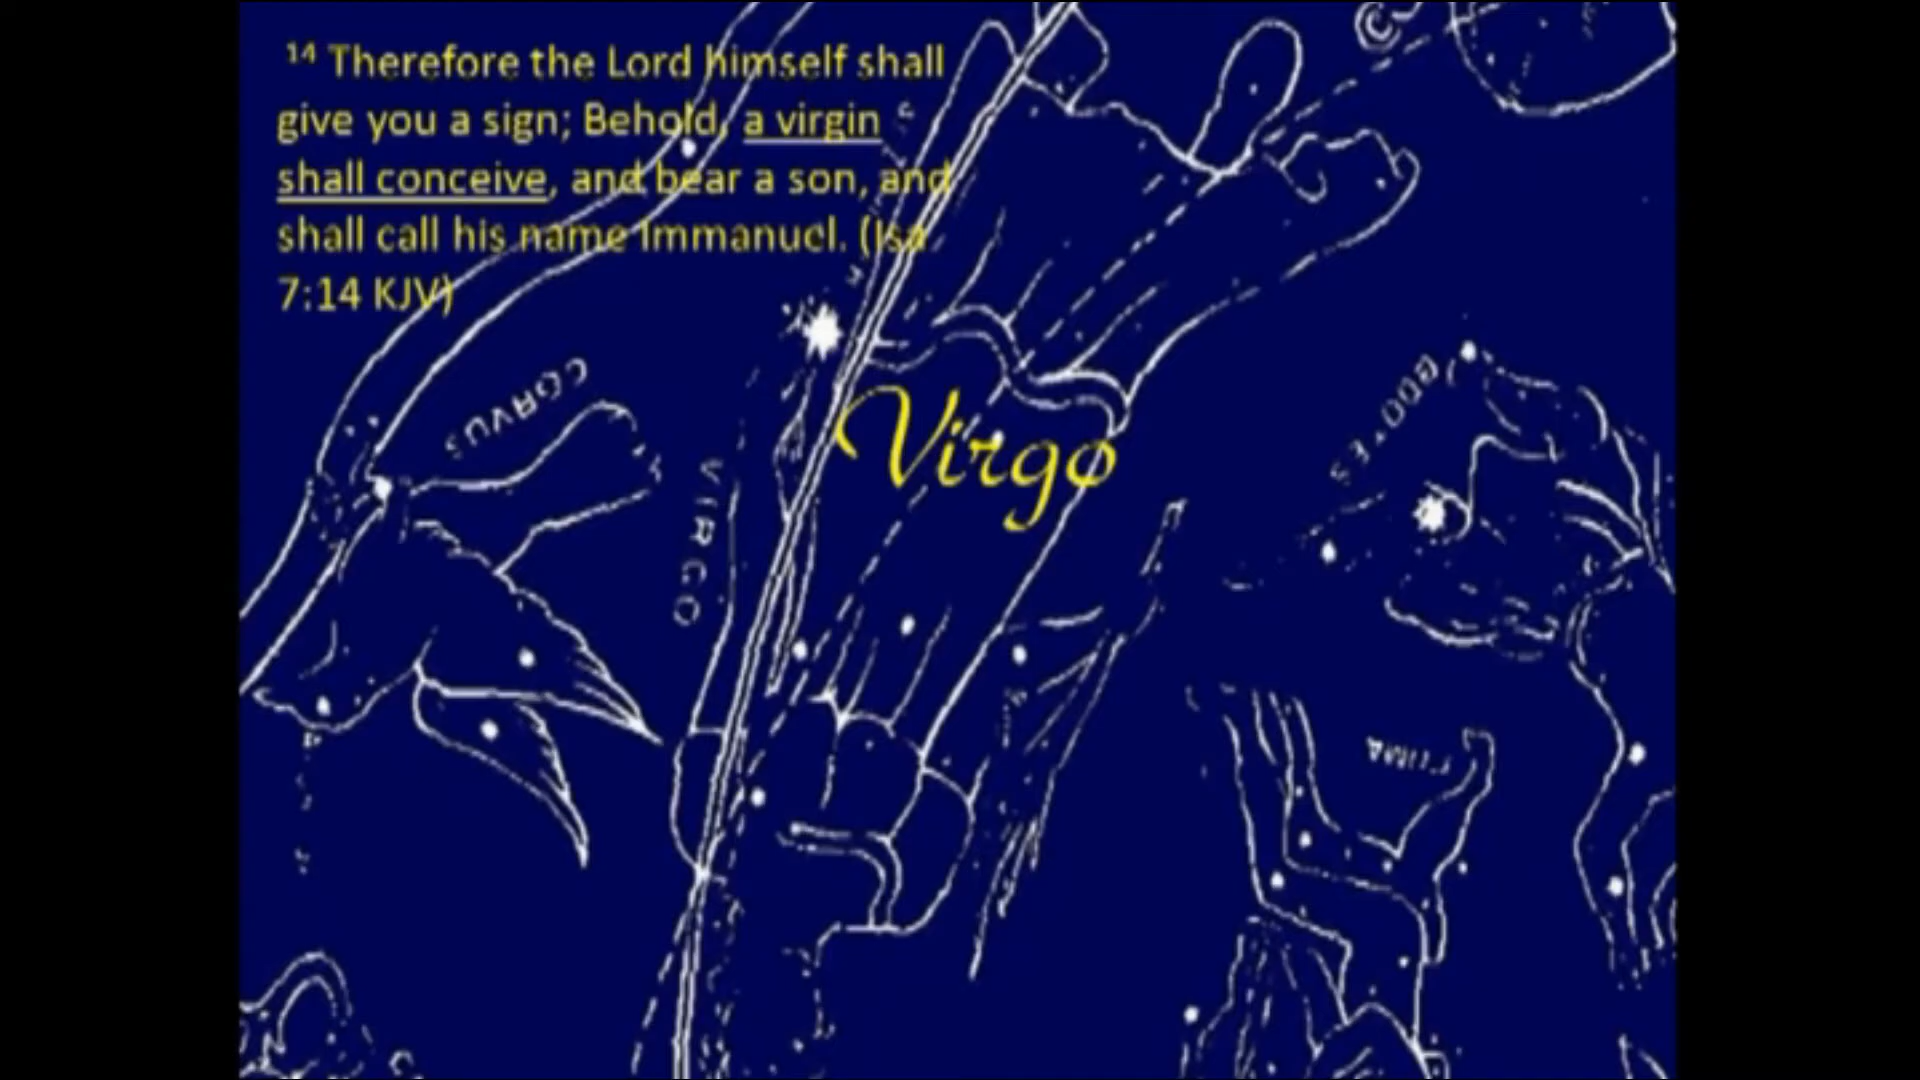 14 Therefore the Lord himself shall
give you a sign; Behold, a virgin
shall conceive, and bear a son, and
shall call his name Immanuel. (Isa
7:14 KJV)
©
CORVUS
Virgo
VIRGO
BOOTES